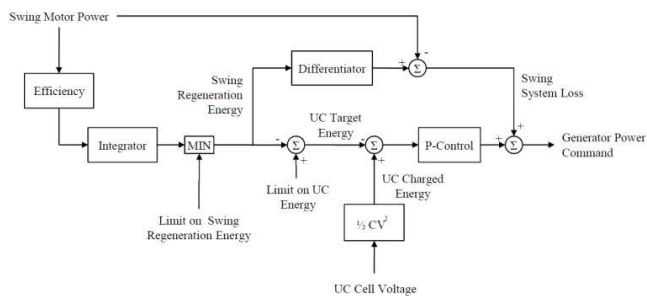 Swing Motor Power
-
Differentiator
+
Σ
Swing
Regeneration
Energy
Swing
System Loss
Efficiency
UC Target
Energy
+
Integrator
MIN
-
Σ
+
-
Σ
+
P-Control
+
Σ
Generator Power
Command
Limit on UC
Energy
UC Charged
Energy
Limit on Swing
Regeneration Energy
½ CV²
UC Cell Voltage